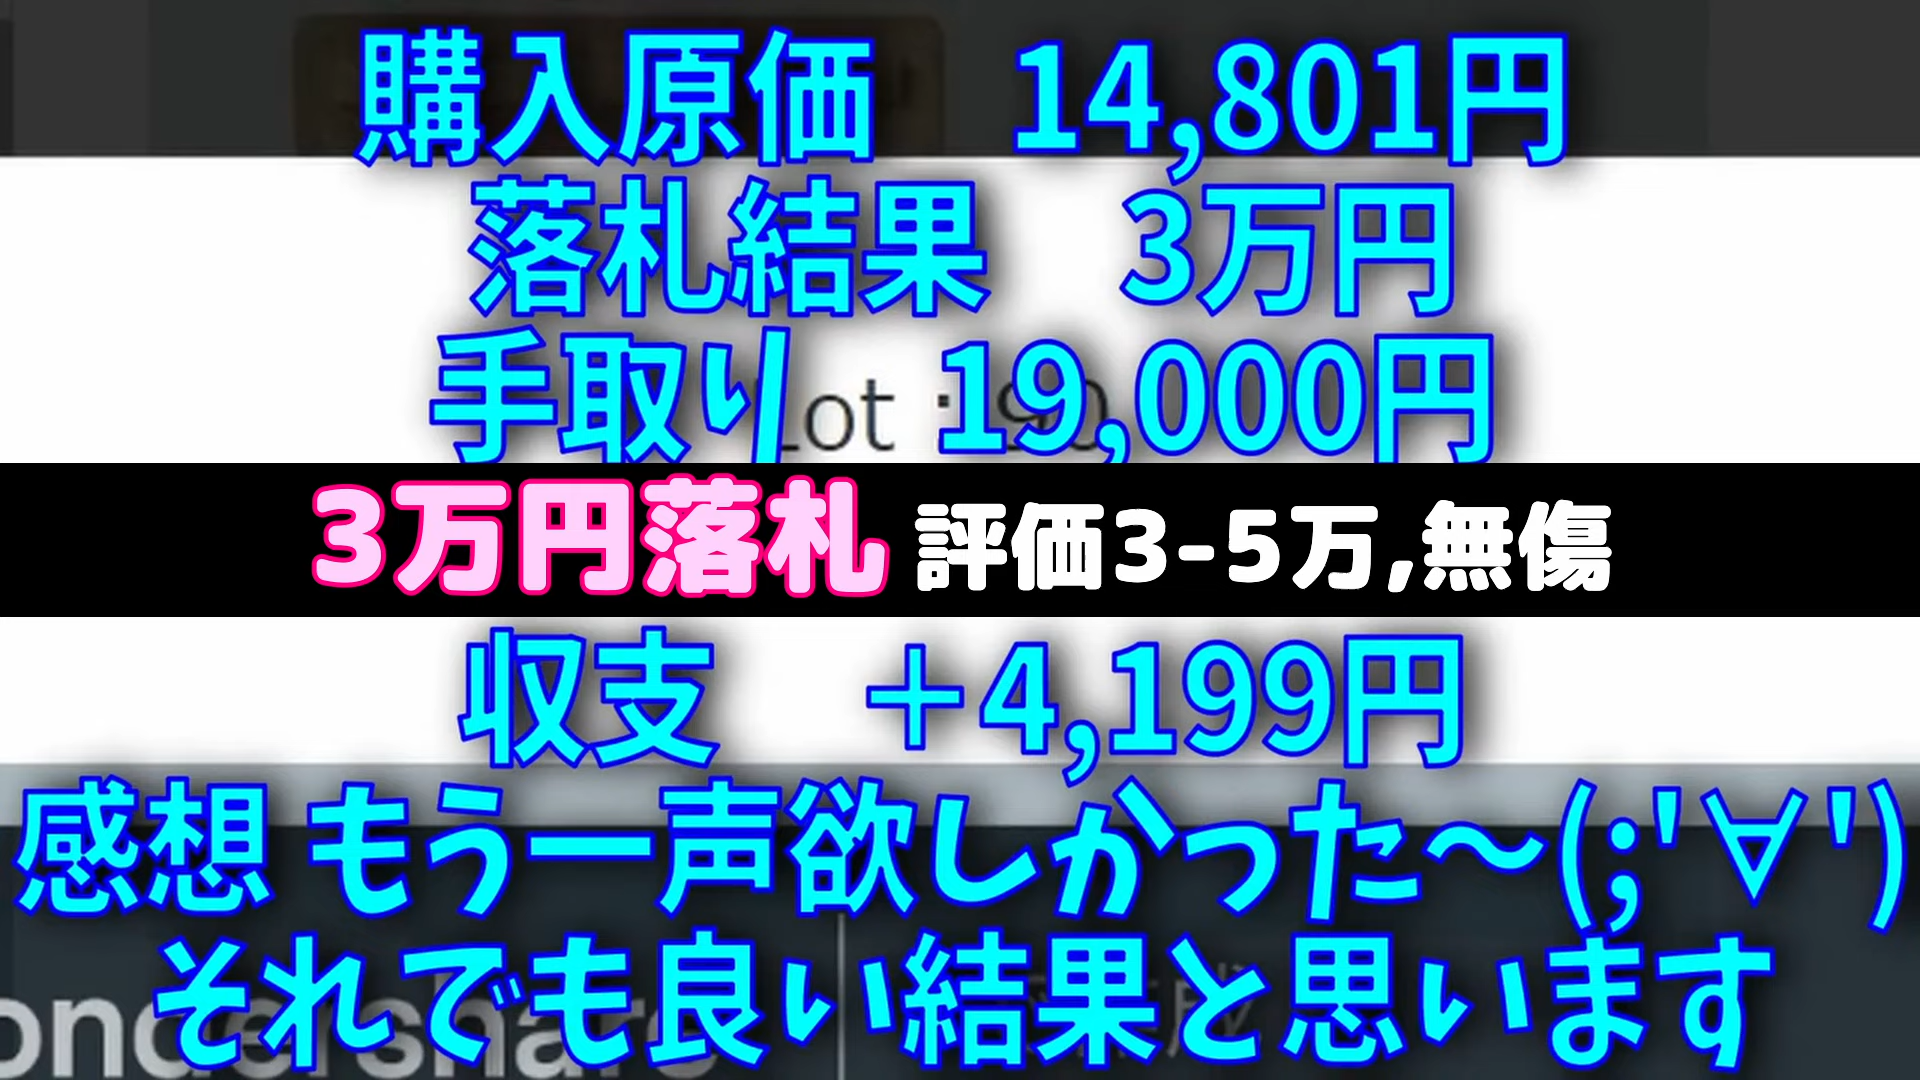 購入原価　14,801円
落札結果　3万円
手取り　19,000円
3万円落札 評価3-5万,無傷
収支　+4,199円
感想 もう一声欲しかった～(;'∀')
それでも良い結果と思います